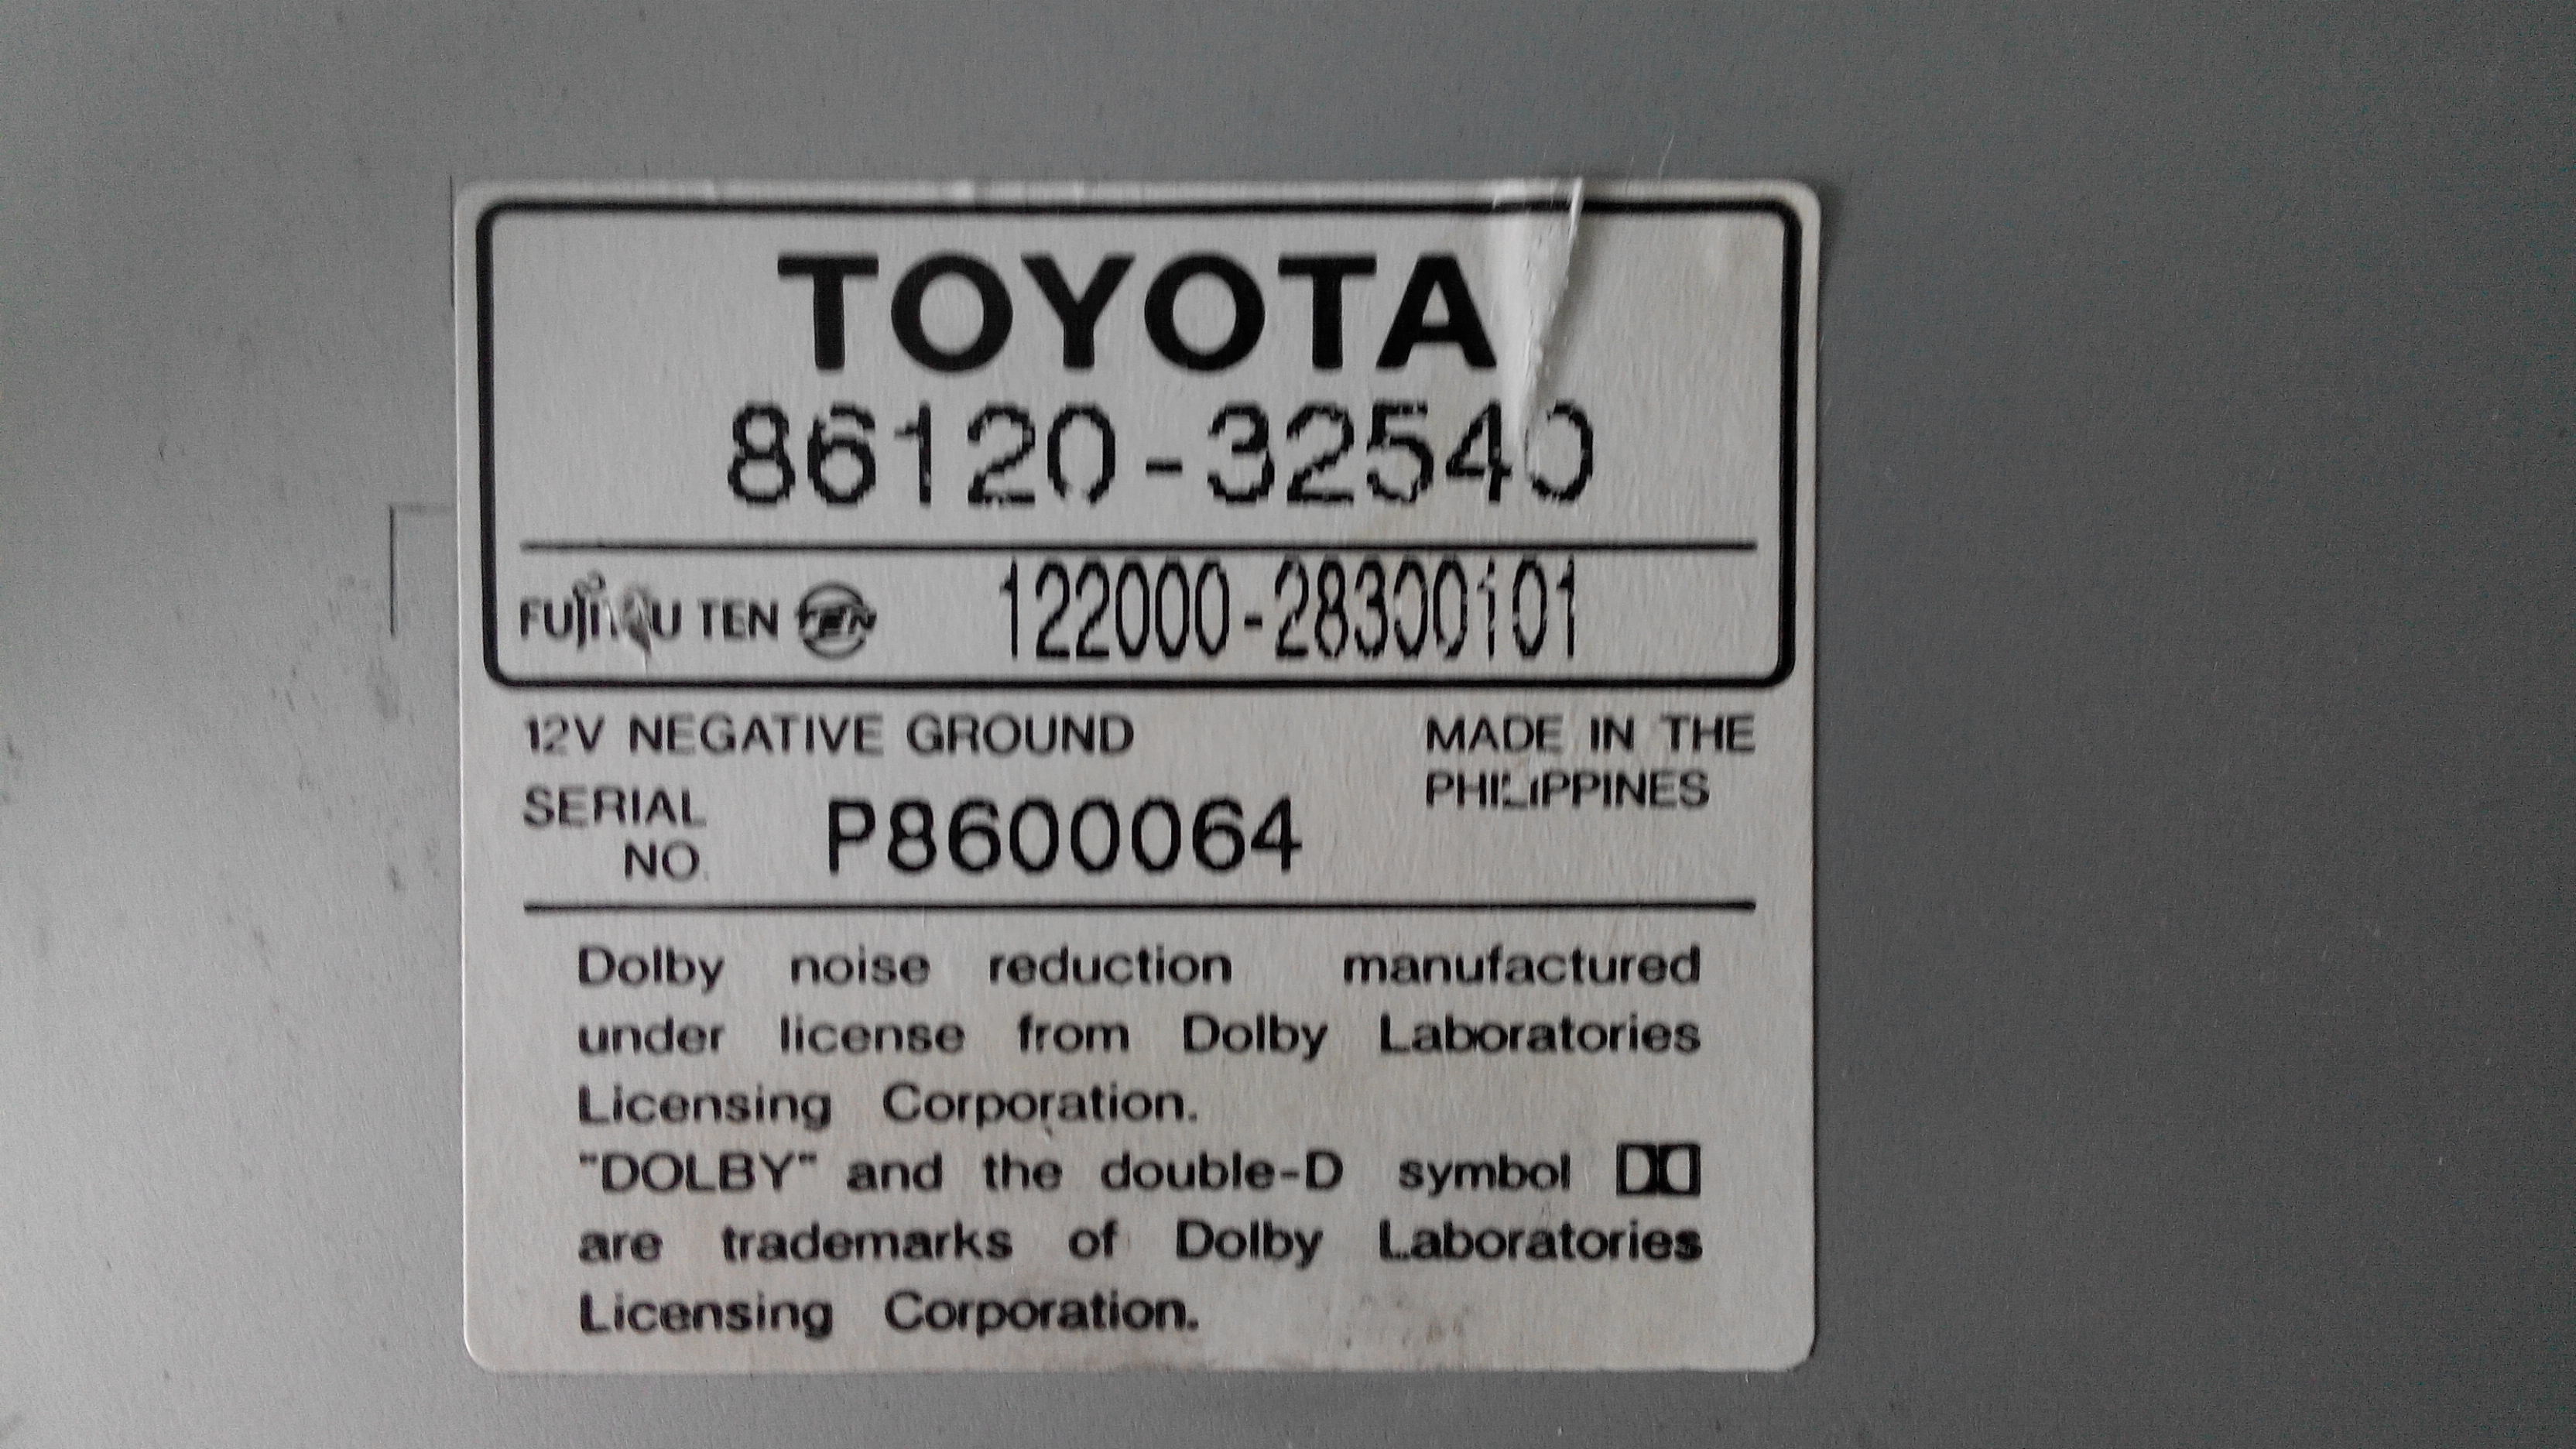 TOYOTA
86120-32540
FUJITSU TEN TEN 122000-28300101
12V NEGATIVE GROUND
MADE IN THE
PHILIPPINES
SERIAL
NO. P8600064
Dolby noise reduction manufactured
under license from Dolby Laboratories
Licensing Corporation.
"DOLBY" and the double-D symbol
are trademarks of Dolby Laboratories
Licensing Corporation.